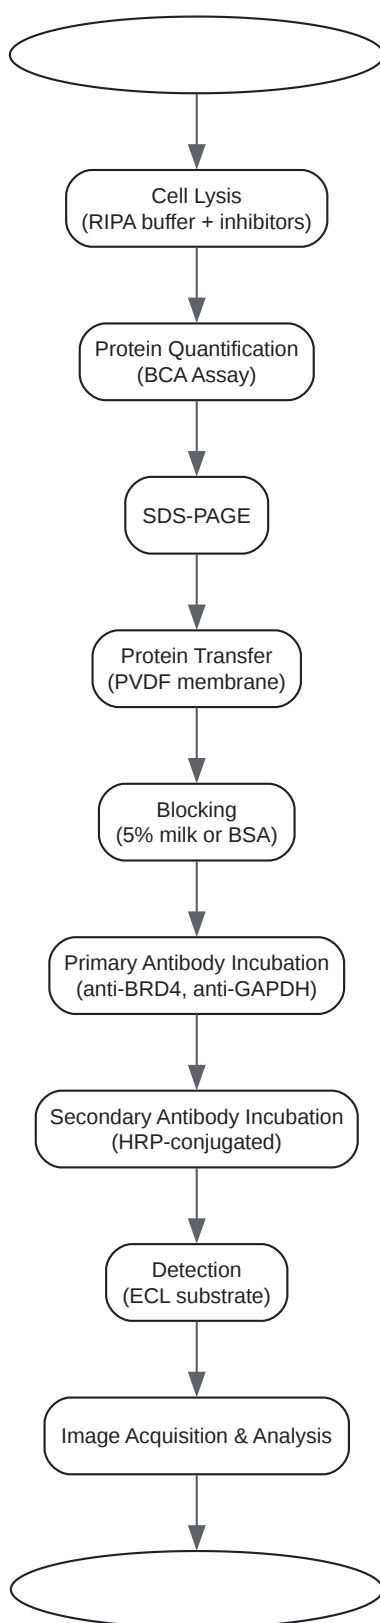 Cell Lysis
(RIPA buffer + inhibitors)
Protein Quantification
(BCA Assay)
SDS-PAGE
Protein Transfer
(PVDF membrane)
Blocking
(5% milk or BSA)
Primary Antibody Incubation
(anti-BRD4, anti-GAPDH)
Secondary Antibody Incubation
(HRP-conjugated)
Detection
(ECL substrate)
Image Acquisition & Analysis